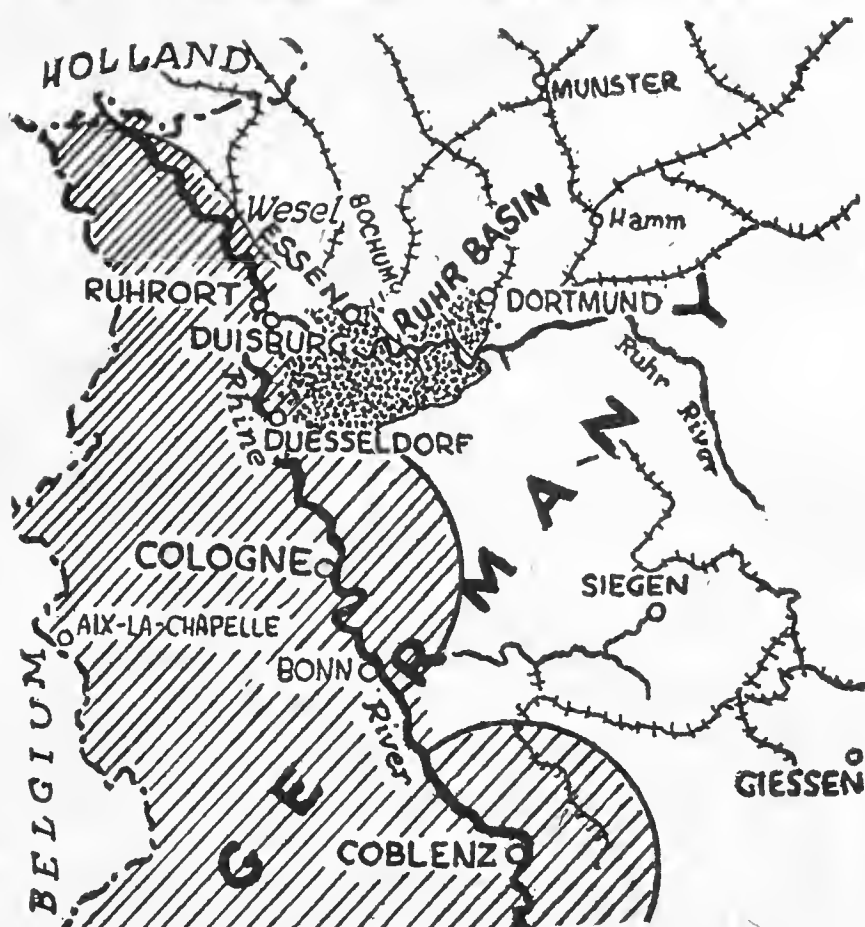 HOLLAND
MUNSTER
Wesel
BOCHUM
ESSEN
RUHR BASIN
Hamm
RUHRORT
DORTMUND
DUISBURG
Ruhr River
Rhine River
DUESSELDORF
COLOGNE
SIEGEN
AIX-LA-CHAPELLE
BONN
GERMANY
GIESSEN
COBLENZ
BELGIUM